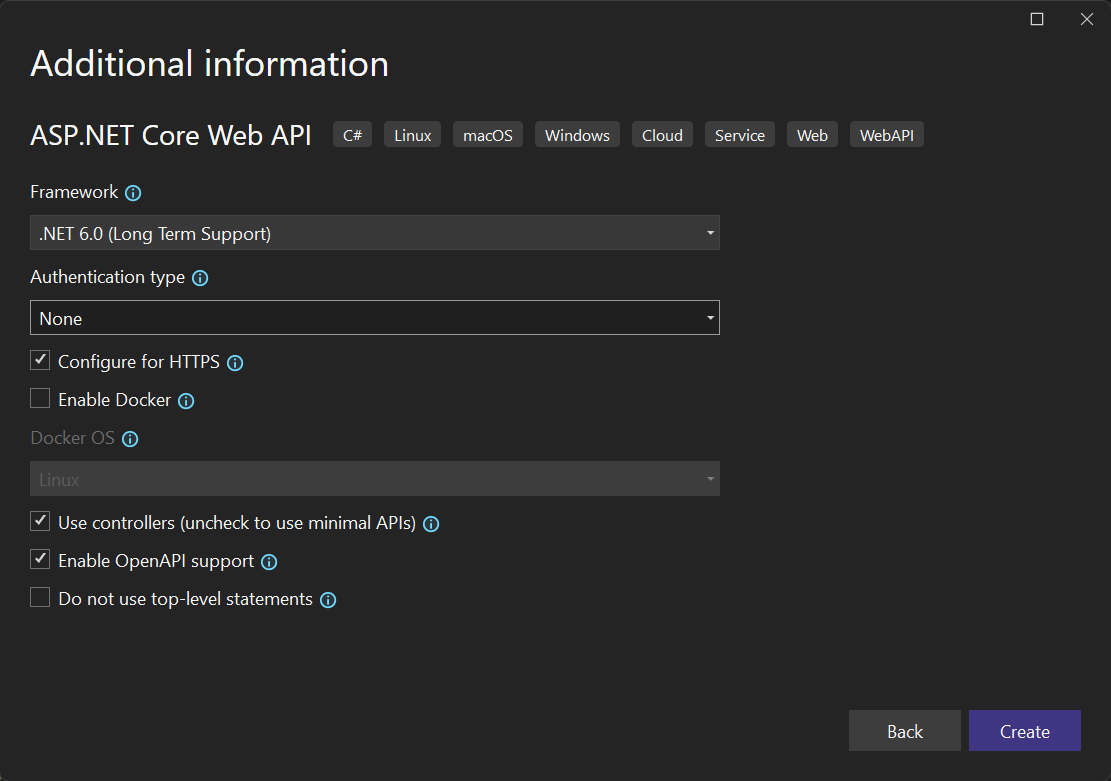 Additional information
ASP.NET Core Web API C# Linux macOS Windows Cloud Service Web WebAPI
Framework
.NET 6.0 (Long Term Support)
Authentication type
None
Configure for HTTPS
Enable Docker
Docker OS
Linux
Use controllers (uncheck to use minimal APIs)
Enable OpenAPI support
Do not use top-level statements
Back Create